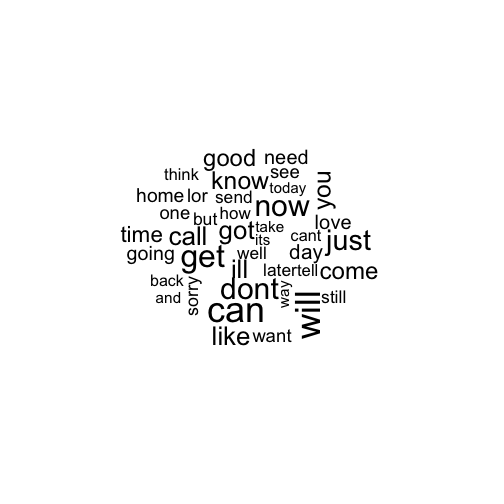 good need
think know see
today you
home lor send now
one but how love
time call got take its cant just
going get well day
ill later tell come
back sorry dont way
and can will still
like want